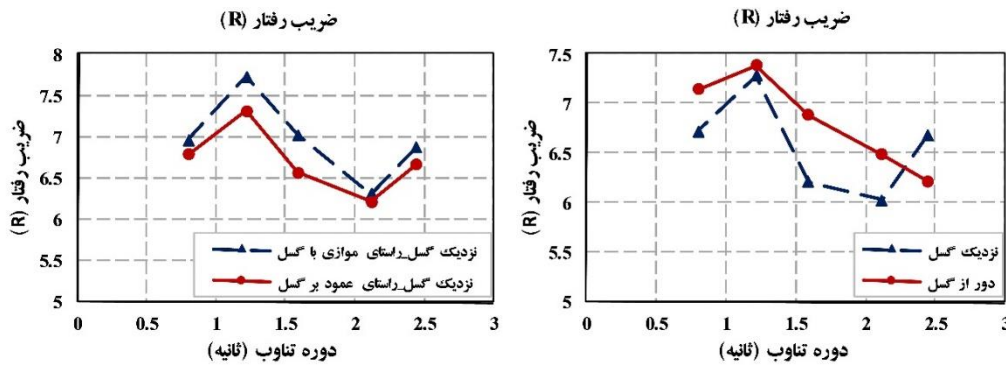 ضریب رفتار (R)
8
7.5
7
6.5
6
5.5
5
ضریب رفتار (R)
نزدیک گسل_راستای موازی با گسل
نزدیک گسل_راستای عمود بر گسل
0 0.5 1 1.5 2 2.5 3
دوره تناوب (ثانیه)
ضریب رفتار (R)
7.5
7
6.5
6
5.5
5
ضریب رفتار (R)
نزدیک گسل
دور از گسل
0 0.5 1 1.5 2 2.5 3
دوره تناوب (ثانیه)